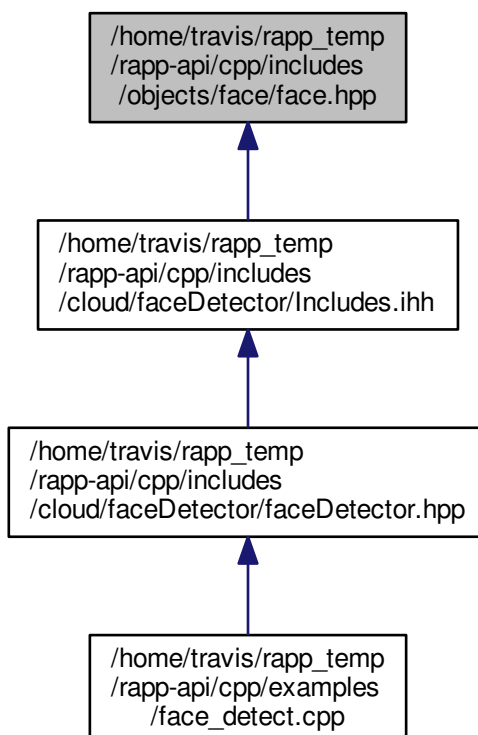 /home/travis/rapp_temp
/rapp-api/cpp/includes
/objects/face/face.hpp
/home/travis/rapp_temp
/rapp-api/cpp/includes
/cloud/faceDetector/Includes.ihh
/home/travis/rapp_temp
/rapp-api/cpp/includes
/cloud/faceDetector/faceDetector.hpp
/home/travis/rapp_temp
/rapp-api/cpp/examples
/face_detect.cpp